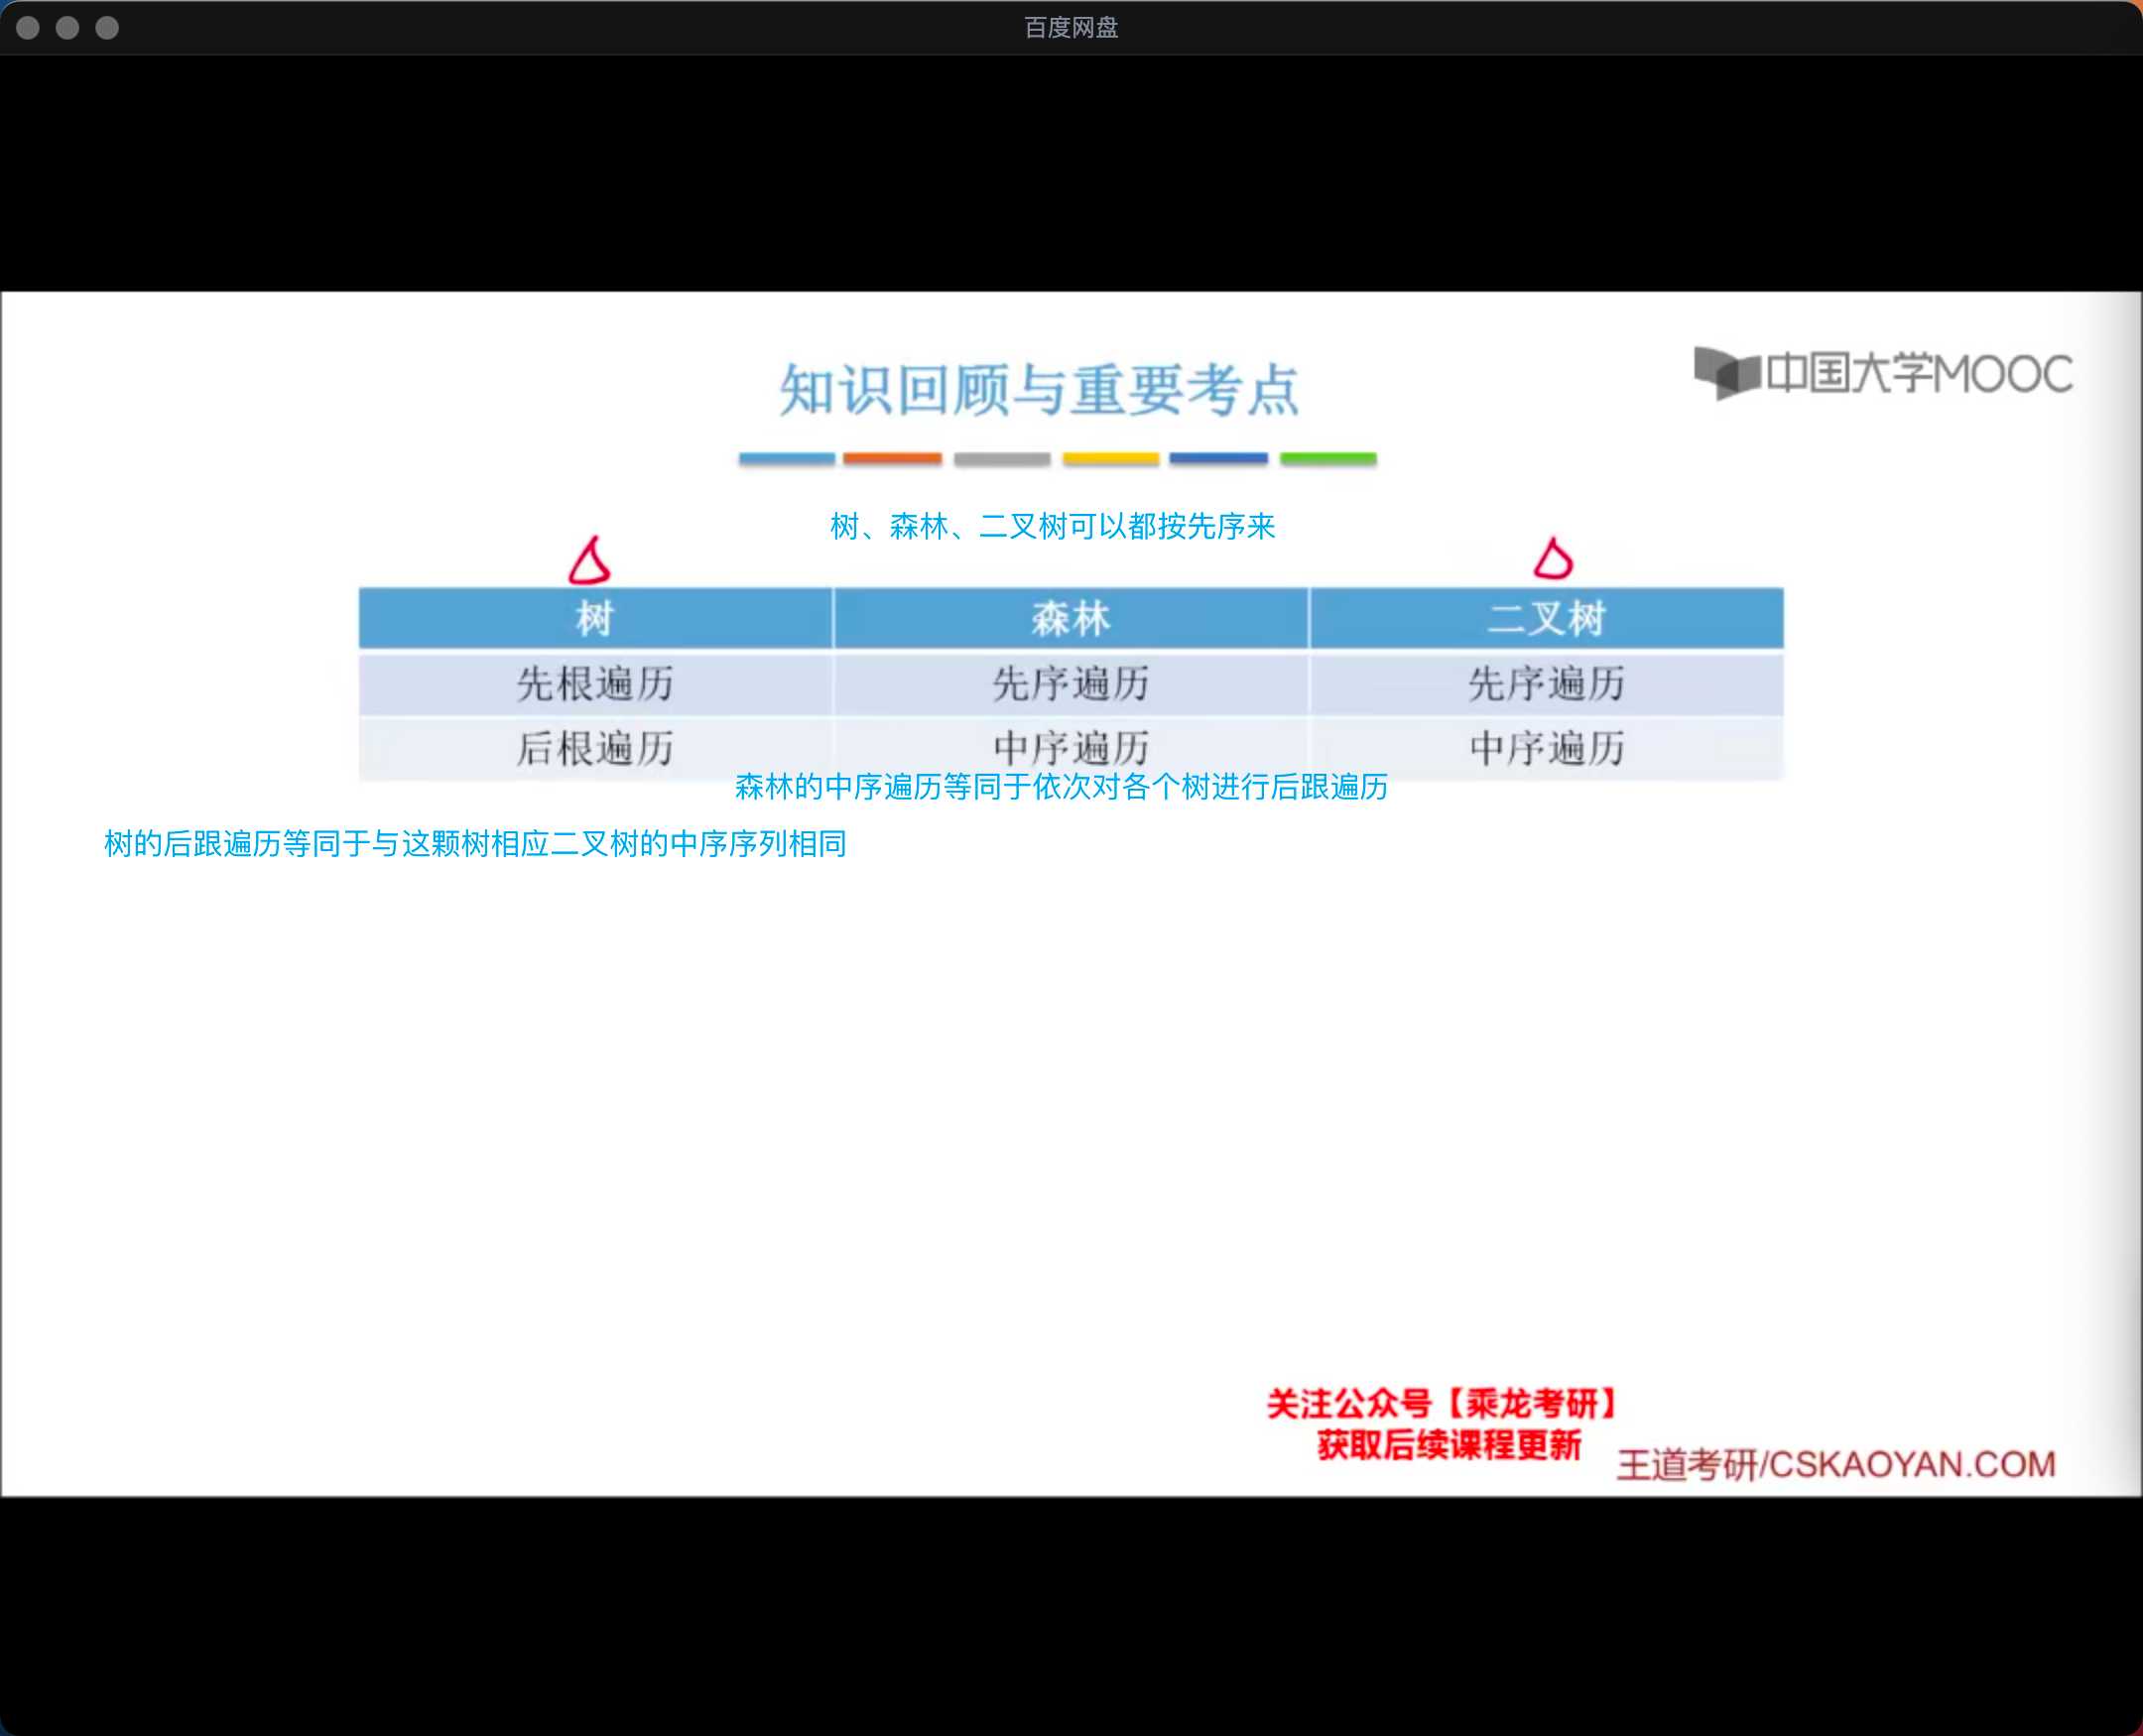 百度网盘
知识回顾与重要考点
中国大学MOOC
树、森林、二叉树可以都按先序来
树 森林 二叉树
先根遍历 先序遍历 先序遍历
后根遍历 中序遍历 中序遍历
森林的中序遍历等同于依次对各个树进行后跟遍历
树的后跟遍历等同于与这颗树相应二叉树的中序序列相同
关注公众号【乘龙考研】
获取后续课程更新
王道考研/CSKAOYAN.COM